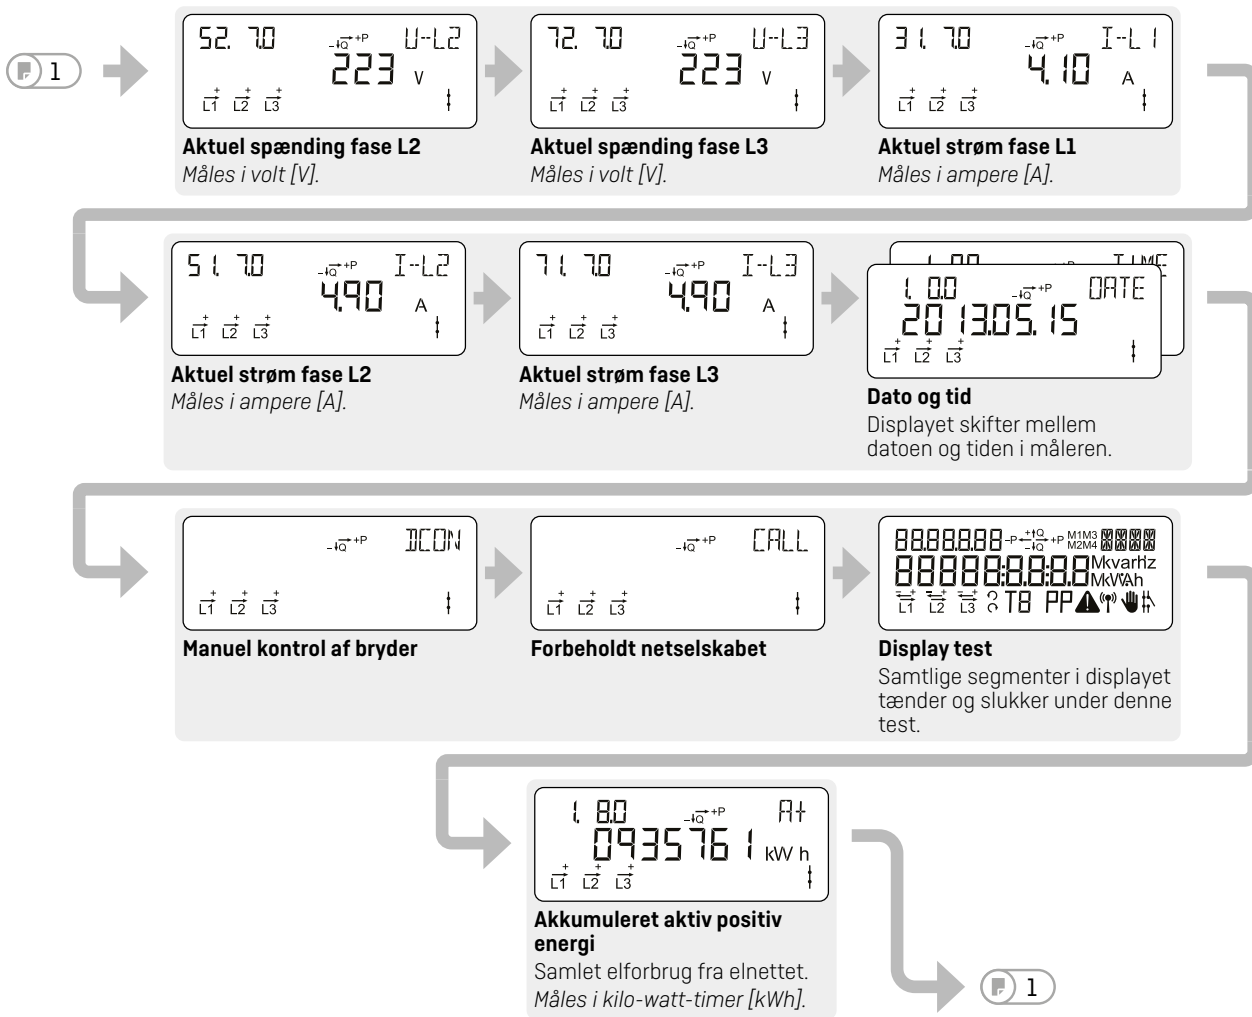 1
52. 7.0 -Q +P U-L2
223 V
L1 L2 L3
Aktuel spænding fase L2
Måles i volt [V].
72. 7.0 -Q +P U-L3
223 V
L1 L2 L3
Aktuel spænding fase L3
Måles i volt [V].
31. 7.0 -Q +P I-L1
4.10 A
L1 L2 L3
Aktuel strøm fase L1
Måles i ampere [A].
51. 7.0 -Q +P I-L2
4.90 A
L1 L2 L3
Aktuel strøm fase L2
Måles i ampere [A].
71. 7.0 -Q +P I-L3
4.90 A
L1 L2 L3
Aktuel strøm fase L3
Måles i ampere [A].
TIME
1. 0.0 -Q +P DATE
2013.05.15
L1 L2 L3
Dato og tid
Displayet skifter mellem
datoen og tiden i måleren.
-Q +P DCON
L1 L2 L3
Manuel kontrol af bryder
-Q +P CALL
L1 L2 L3
Forbeholdt netselskabet
88.88.8.88 -P +Q -Q +P M1M3
M2M4
88888:8.8:8.8 MkvarHz
MkWAh
L1 L2 L3 T8 PP
Display test
Samtlige segmenter i displayet
tænder og slukker under denne
test.
1. 8.0 -Q +P A+
0935761 kW h
L1 L2 L3
Akkumuleret aktiv positiv
energi
Samlet elforbrug fra elnettet.
Måles i kilo-watt-timer [kWh].
1